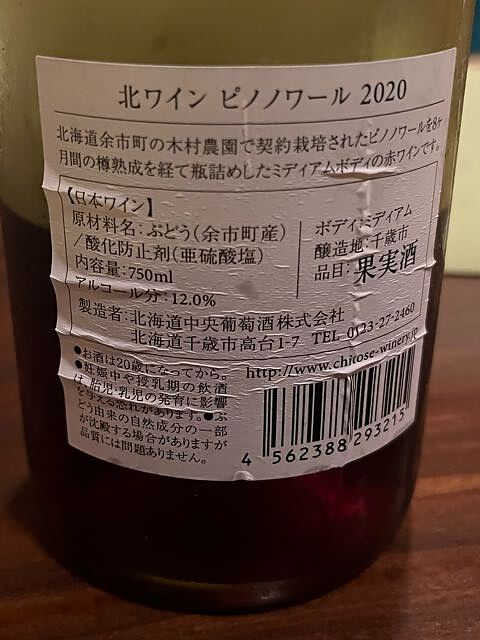 北ワイン ピノノワール 2020
北海道余市町の木村農園で契約栽培されたピノノワールを8ヶ
月間の樽熟成を経て瓶詰めしたミディアムボディの赤ワインです。
【日本ワイン】
原材料名：ぶどう（余市町産）
／酸化防止剤（亜硫酸塩）
内容量：750ml
アルコール分：12.0%
ボディ：ミディアム
醸造地：千歳市
品目：果実酒
製造者：北海道中央葡萄酒株式会社
北海道千歳市高台1-7 TEL 0123-27-2460
http://www.chitose-winery.jp
●お酒は20歳になってから。
●妊娠中や授乳期の飲酒
は、胎児・乳児の発育に影響
を与える恐れがあります。●ぶ
どう由来の自然成分の一部
が沈殿する場合がありますが
品質には問題ありません。
4 562388 293215